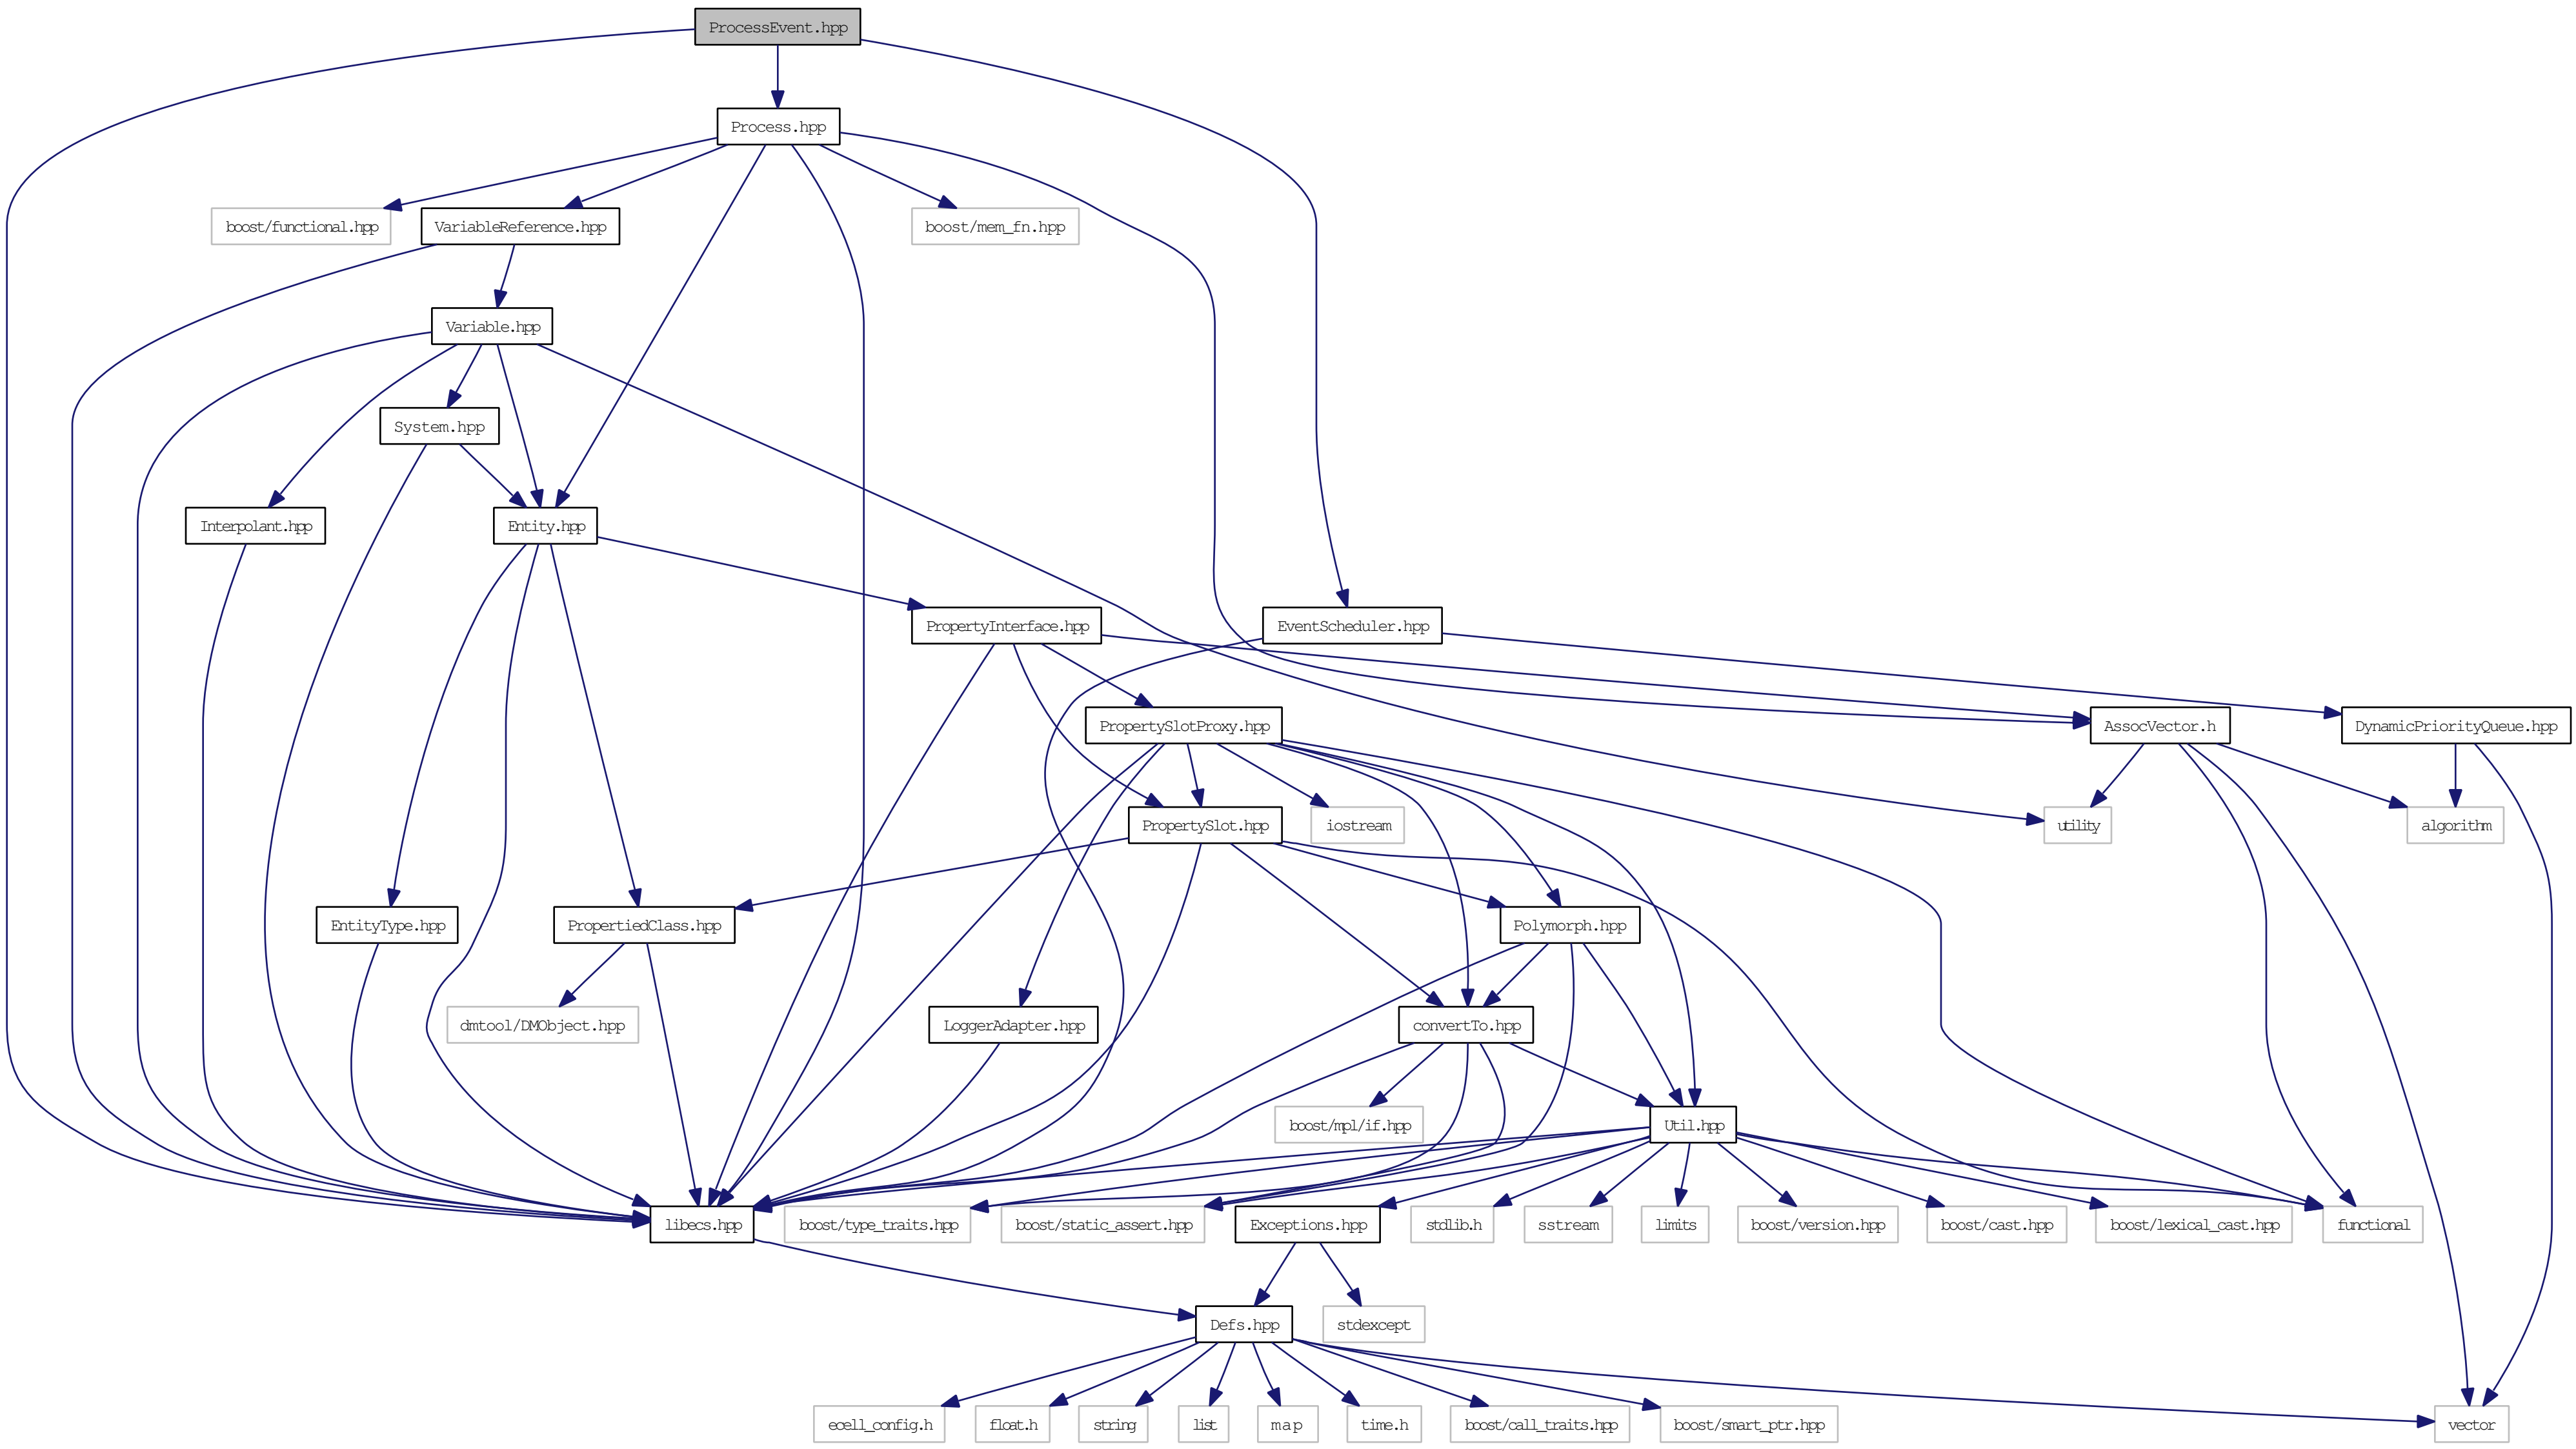 ProcessEvent.hpp
Process.hpp
boost/functional.hpp
VariableReference.hpp
boost/mem_fn.hpp
Variable.hpp
System.hpp
Interpolant.hpp
Entity.hpp
PropertyInterface.hpp
EventScheduler.hpp
PropertySlotProxy.hpp
AssocVector.h
DynamicPriorityQueue.hpp
PropertySlot.hpp
iostream
utility
algorithm
EntityType.hpp
PropertiedClass.hpp
Polymorph.hpp
dmtool/DMObject.hpp
LoggerAdapter.hpp
convertTo.hpp
boost/mpl/if.hpp
Util.hpp
libecs.hpp
boost/type_traits.hpp
boost/static_assert.hpp
Exceptions.hpp
stdlib.h
sstream
limits
boost/version.hpp
boost/cast.hpp
boost/lexical_cast.hpp
functional
Defs.hpp
stdexcept
ecell_config.h
float.h
string
list
map
time.h
boost/call_traits.hpp
boost/smart_ptr.hpp
vector